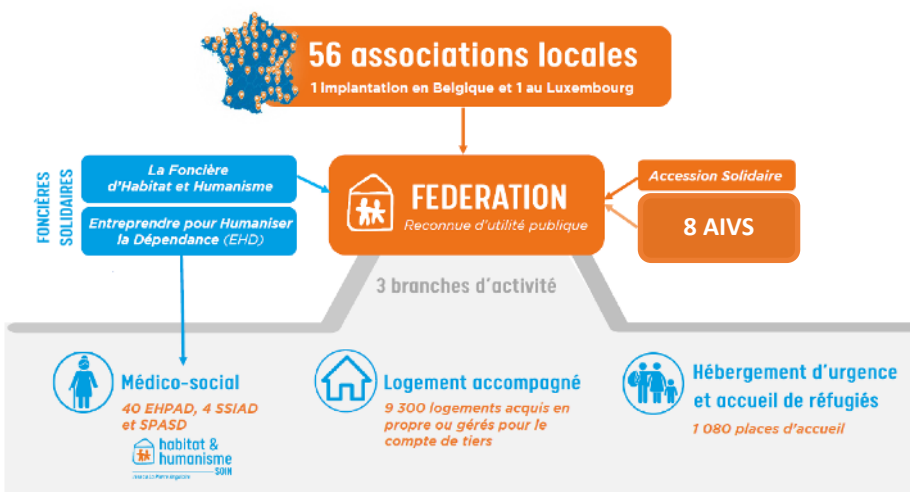 56 associations locales
1 Implantation en Belgique et 1 au Luxembourg
FONCIÈRES
SOLIDAIRES
La Foncière
d'Habitat et Humanisme
Entreprendre pour Humaniser
la Dépendance (EHD)
FEDERATION
Reconnue d'utilité publique
Accession Solidaire
8 AIVS
3 branches d'activité
Médico-social
40 EHPAD, 4 SSIAD
et SPASD
habitat &
humanisme
SOIN
Logement accompagné
9 300 logements acquis en
propre ou gérés pour le
compte de tiers
Hébergement d'urgence
et accueil de réfugiés
1 080 places d'accueil